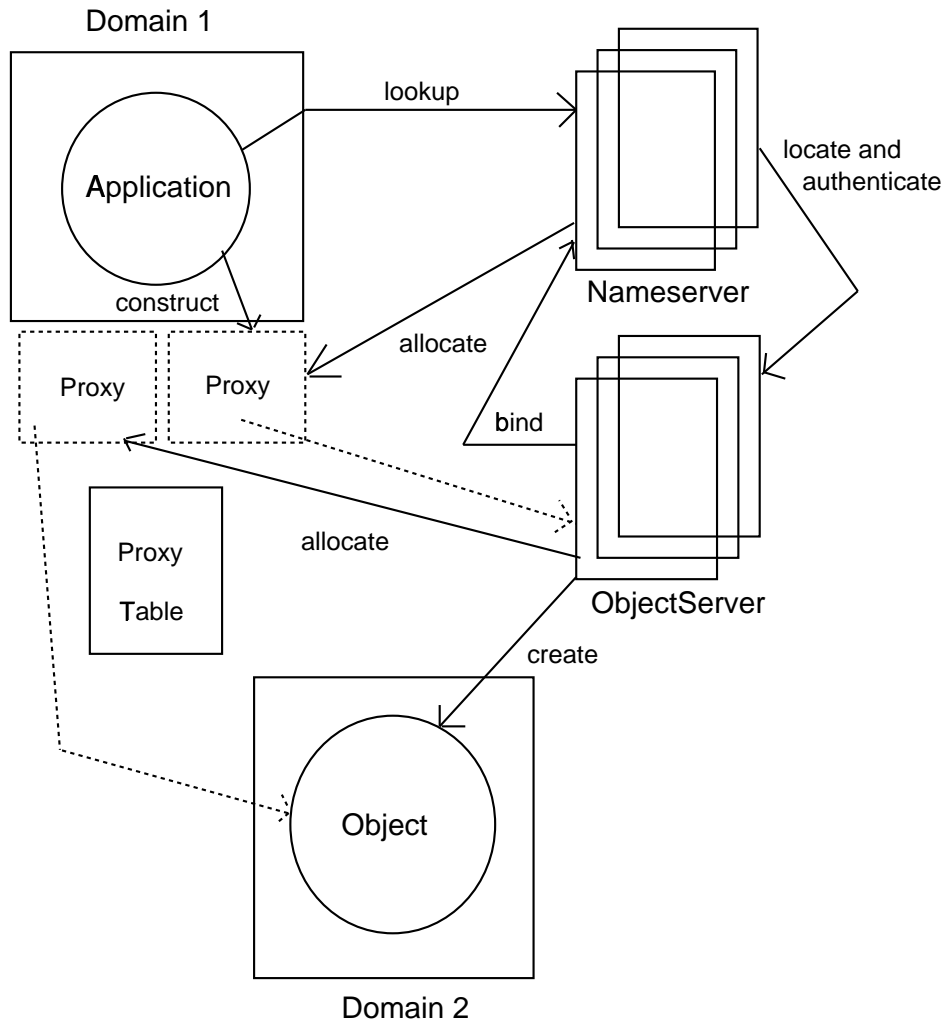 Domain 1
lookup
locate and
authenticate
Application
Nameserver
construct
allocate
Proxy
Proxy
bind
allocate
Proxy
Table
ObjectServer
create
Object
Domain 2